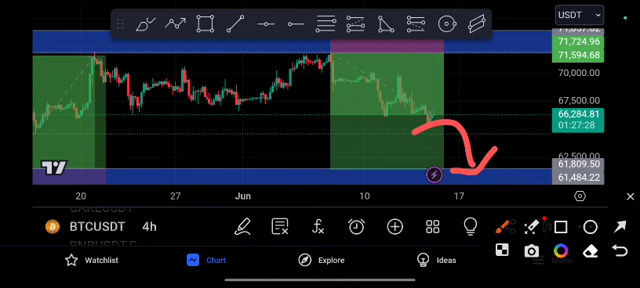 USDT
71,724.96
71,594.68
70,000.00
67,500.00
66,284.81
01:27:28
62,500.00
61,809.50
61,484.22
20 27 Jun 10 17
BTCUSDT 4h
Watchlist Chart Explore Ideas